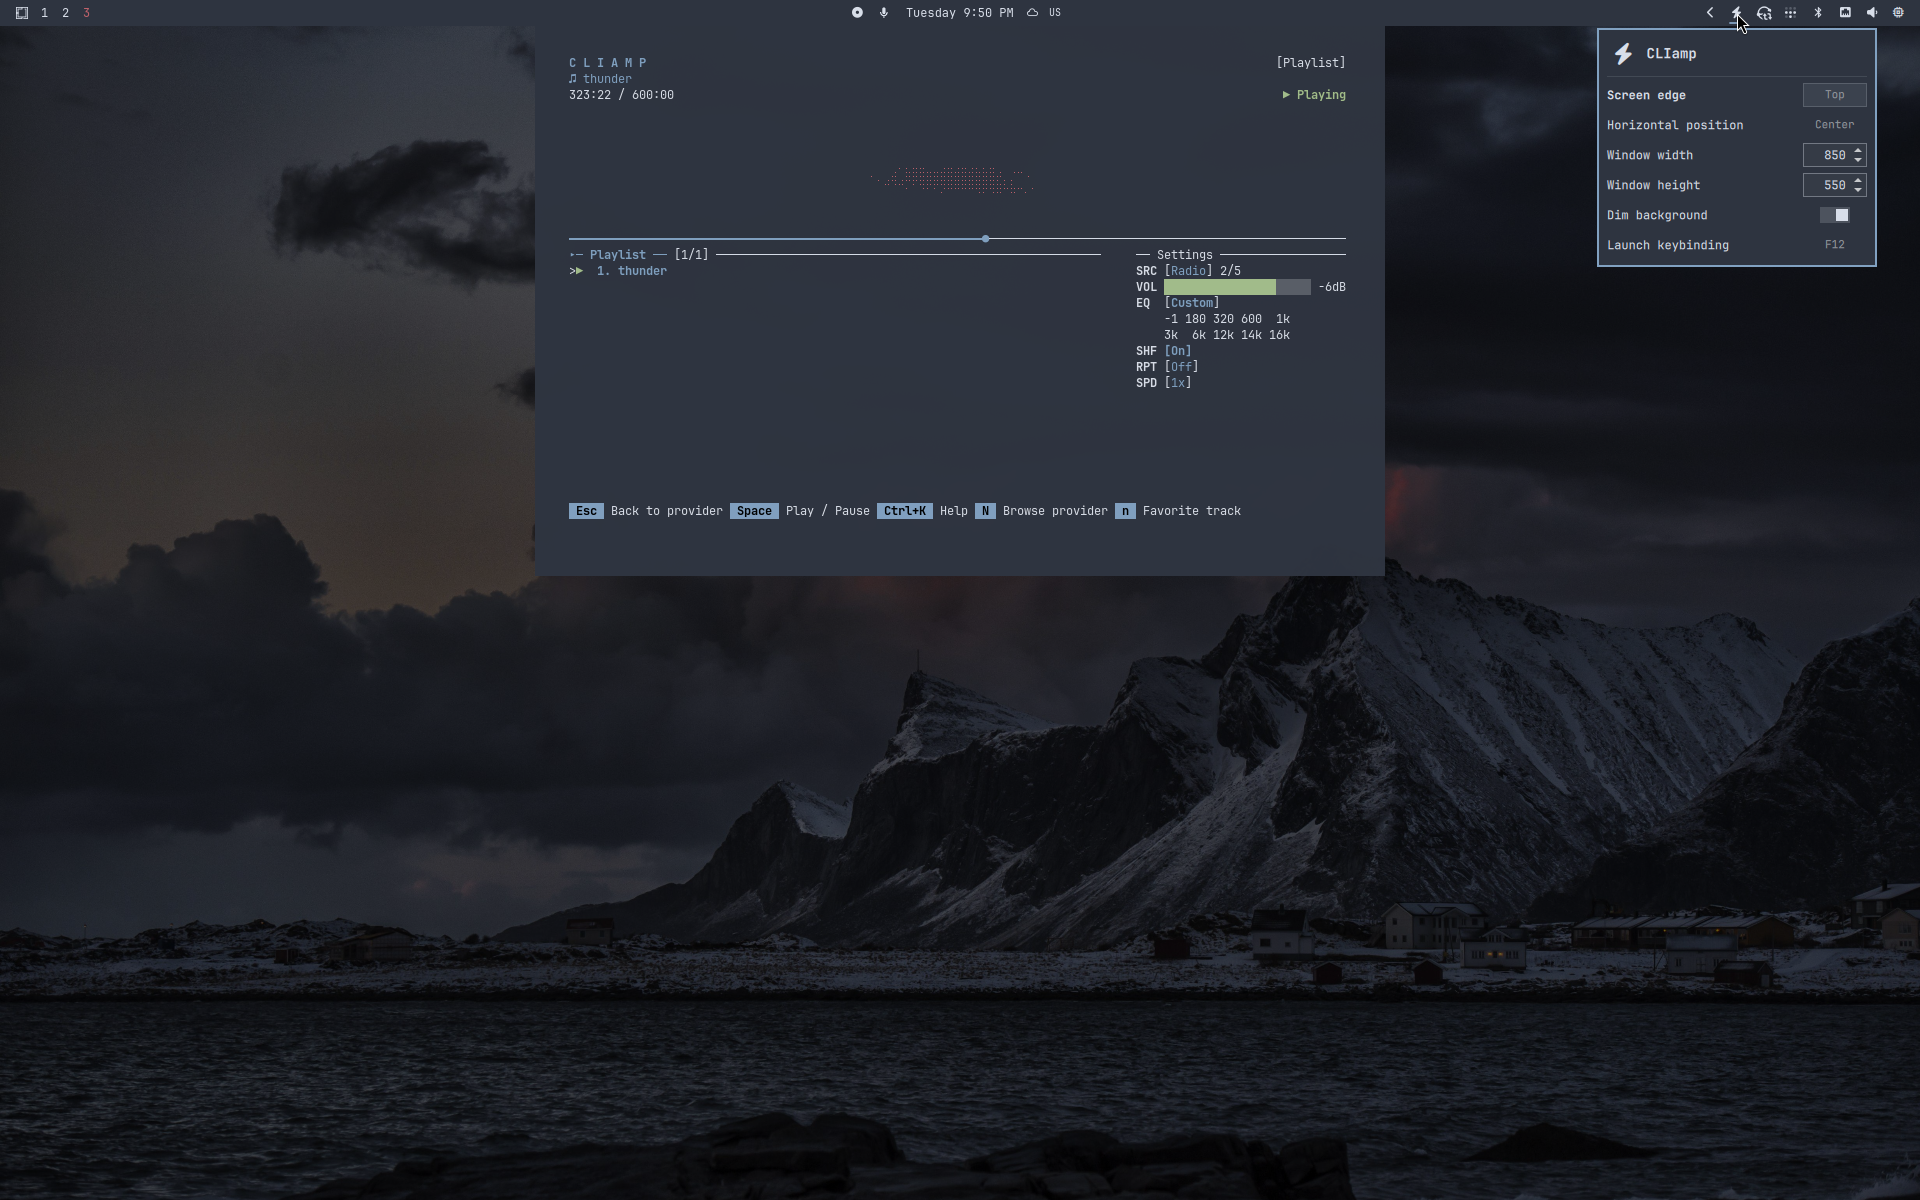 1 2 3
Tuesday 9:50 PM US
C L I A M P [Playlist]
♫ thunder
323:22 / 600:00 ▶ Playing
Playlist [1/1]
>▶ 1. thunder
Settings
SRC [Radio] 2/5
VOL -6dB
EQ [Custom]
-1 180 320 600 1k
3k 6k 12k 14k 16k
SHF [On]
RPT [Off]
SPD [1x]
Esc Back to provider Space Play / Pause Ctrl+K Help N Browse provider n Favorite track
CLIamp
Screen edge Top
Horizontal position Center
Window width 850
Window height 550
Dim background
Launch keybinding F12